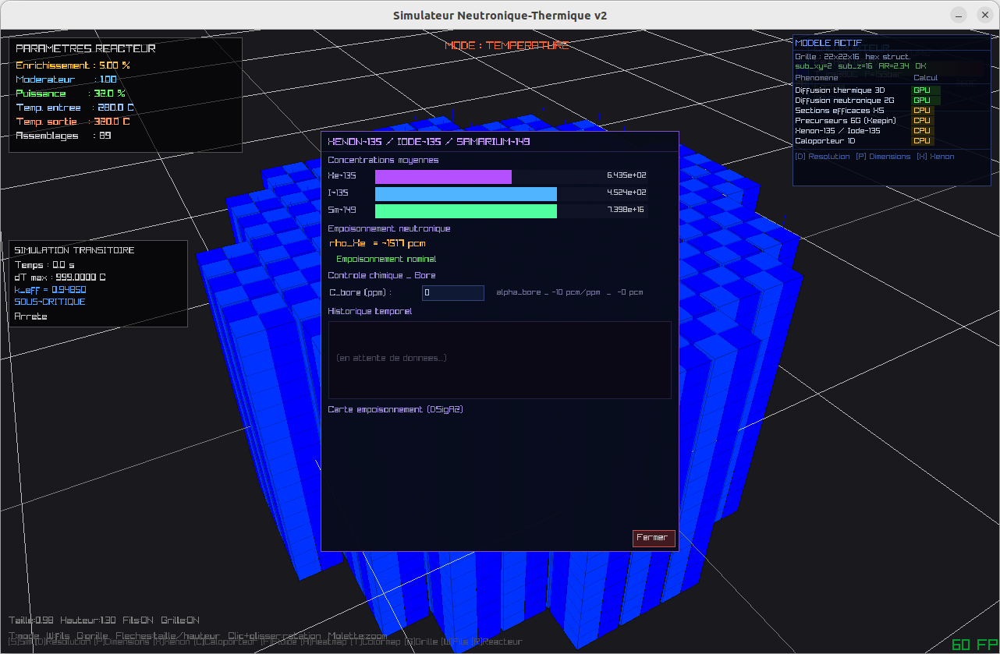 Simulateur Neutronique-Thermique v2
PARAMETRES REACTEUR
Enrichissement : 5.00 %
Moderateur : 1.00
Puissance : 32.0 %
Temp. entree : 280.0 C
Temp. sortie : 320.0 C
Assemblages : 89
MODE : TEMPERATURE
MODELE ACTIF
Grille : 22x22x16 hex struct.
sub_xy=2 sub_z=16 AR=2.34 OK
Phenomene Calcul
Diffusion thermique 3D GPU
Diffusion neutronique 2G GPU
Sections efficaces XS CPU
Precurseurs 6G (Keepin) CPU
Xenon-135 / Iode-135 CPU
Caloporteur 1D CPU
[D] Resolution [P] Dimensions [X] Xenon
SIMULATION TRANSITOIRE
Temps : 0.0 s
dT max : 999.0000 C
k_eff = 0.94850
SOUS-CRITIQUE
Arrete
XENON-135 / IODE-135 / SAMARIUM-149
Concentrations moyennes
Xe-135 6.435e+02
I-135 4.524e+02
Sm-149 7.398e+16
Empoisonnement neutronique
rho_Xe = -1517 pcm
Empoisonnement nominal
Controle chimique _ Bore
C_bore (ppm) : 0 alpha_bore _ -10 pcm/ppm _ -0 pcm
Historique temporel
(en attente de donnees...)
Carte empoisonnement (DSigA2)
Fermer
Taille:0.98 Hauteur:1.30 Fils:ON Grille:ON
T:mode W:fils G:grille Fleches:taille/hauteur Clic+glisser:rotation Molette:zoom
[S]Sim [D]Resolution [P]Dimensions [X]Xenon [C]Caloporteur [H]Heatmap [T]Colormap [G]Grille [W]Fils [R]Reacteur
60 FP